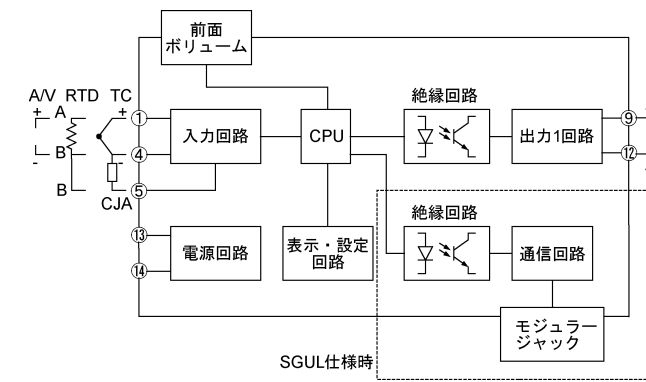 前面
ボリューム
絶縁回路
A/V RTD TC
+ A + ①
入力回路
CPU
出力1回路
⑨
- B - ④
⑫
B ⑤
CJA
絶縁回路
⑬
電源回路
表示・設定
回路
通信回路
⑭
モジュラー
ジャック
SGUL仕様時